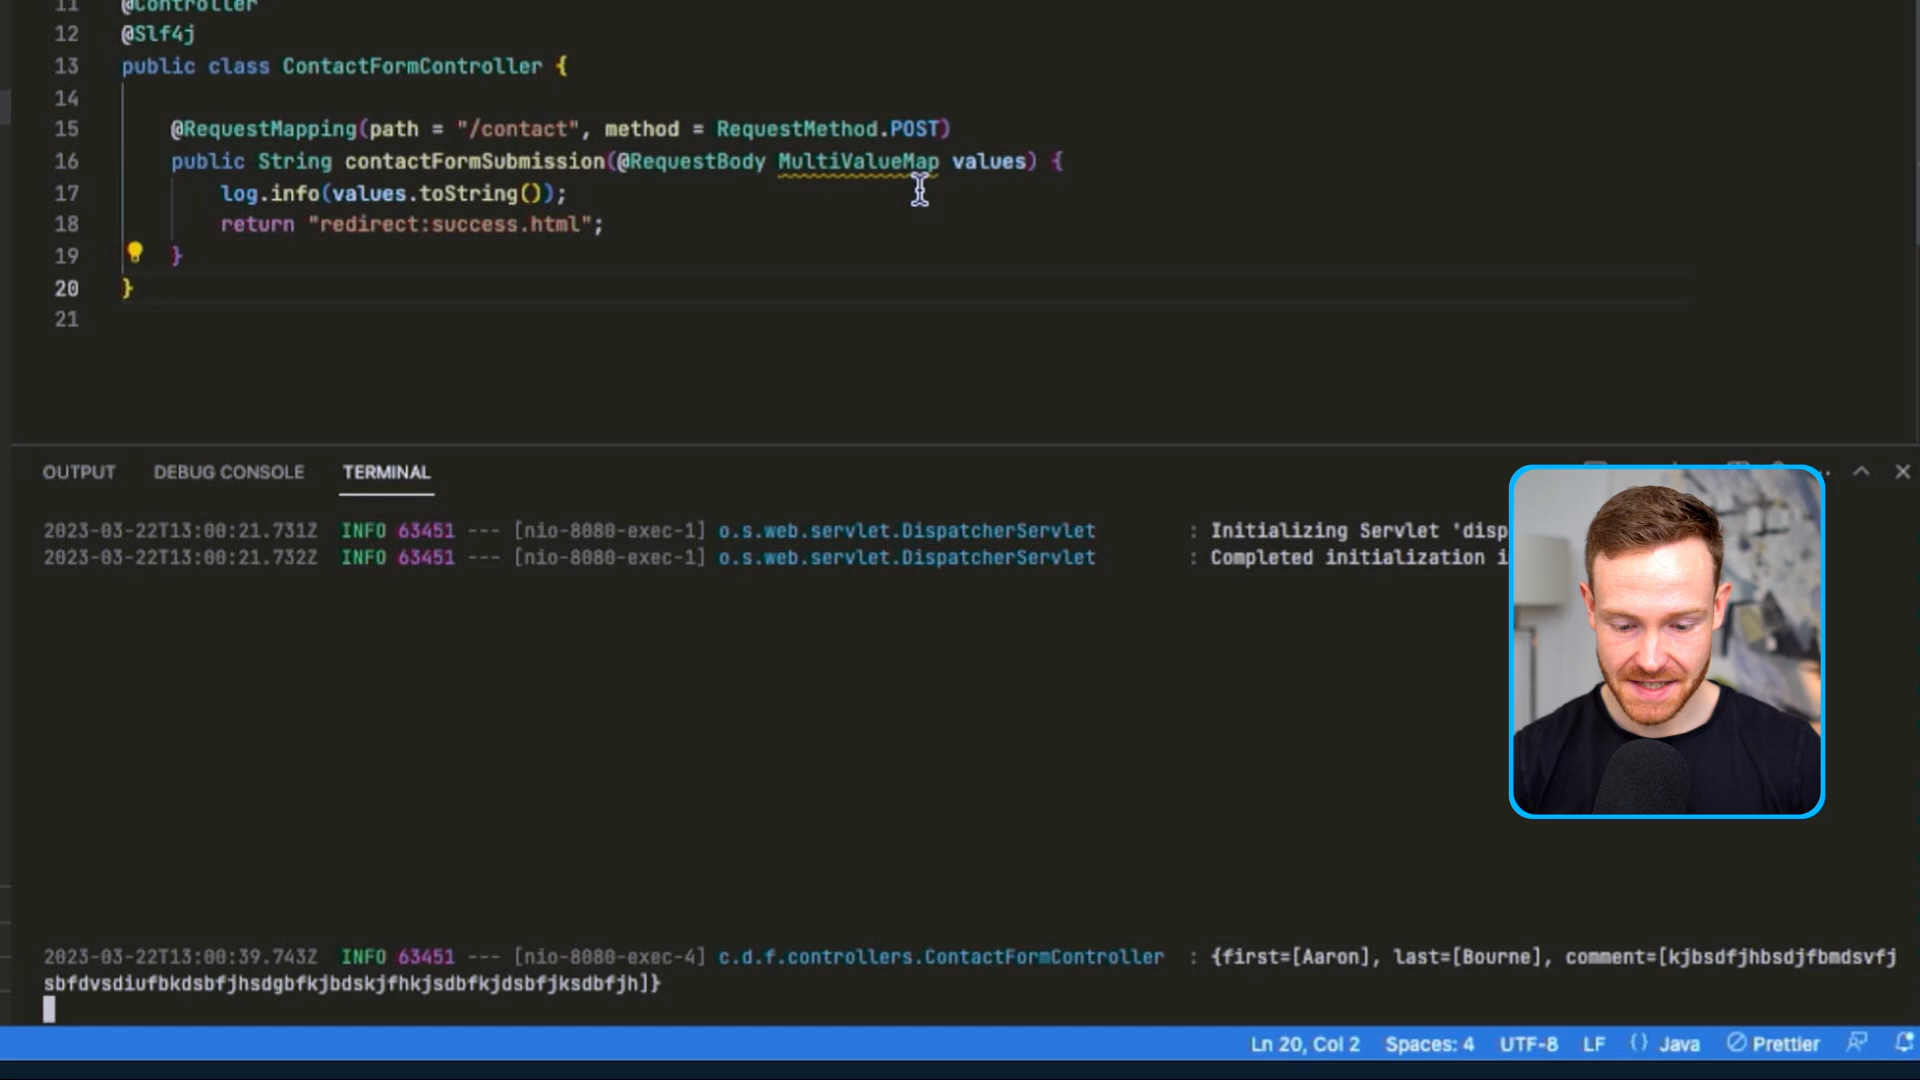 11 @Controller
12 @Slf4j
13 public class ContactFormController {
14
15 @RequestMapping(path = "/contact", method = RequestMethod.POST)
16 public String contactFormSubmission(@RequestBody MultiValueMap values) {
17 log.info(values.toString());
18 return "redirect:success.html";
19 }
20 }
21
OUTPUT DEBUG CONSOLE TERMINAL
2023-03-22T13:00:21.731Z INFO 63451 --- [nio-8080-exec-1] o.s.web.servlet.DispatcherServlet : Initializing Servlet 'disp
2023-03-22T13:00:21.732Z INFO 63451 --- [nio-8080-exec-1] o.s.web.servlet.DispatcherServlet : Completed initialization i
2023-03-22T13:00:39.743Z INFO 63451 --- [nio-8080-exec-4] c.d.f.controllers.ContactFormController : {first=[Aaron], last=[Bourne], comment=[kjbsdfjhbsdjfbmdsvfj
sbfdvsdiufbkdsbfjhsdgbfkjbdskjfhkjsdbfkjdsbfjksdbfjh]}
Ln 20, Col 2 Spaces: 4 UTF-8 LF {} Java Prettier